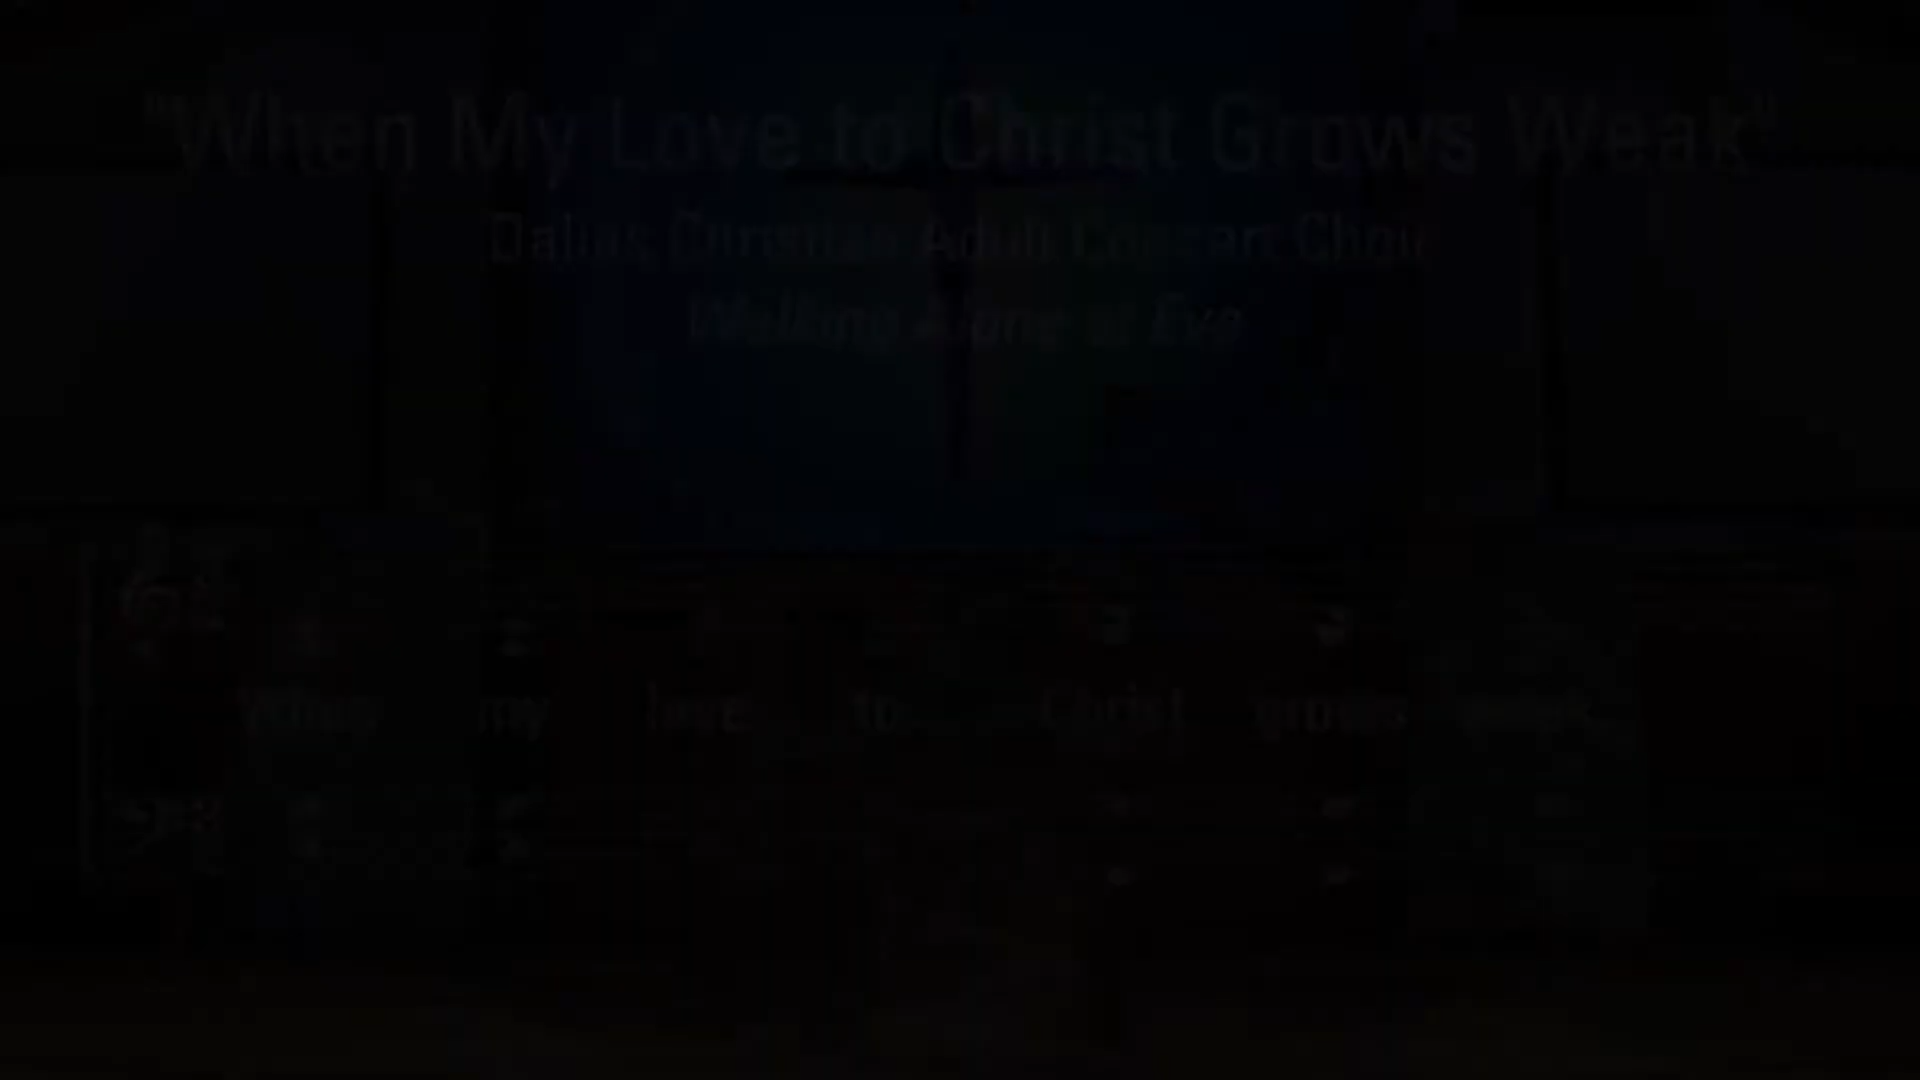 "When My Love to Christ Grows Weak"
Dallas Christian Adult Concert Choir
Walking Alone at Eve
When my love to Christ grows weak,